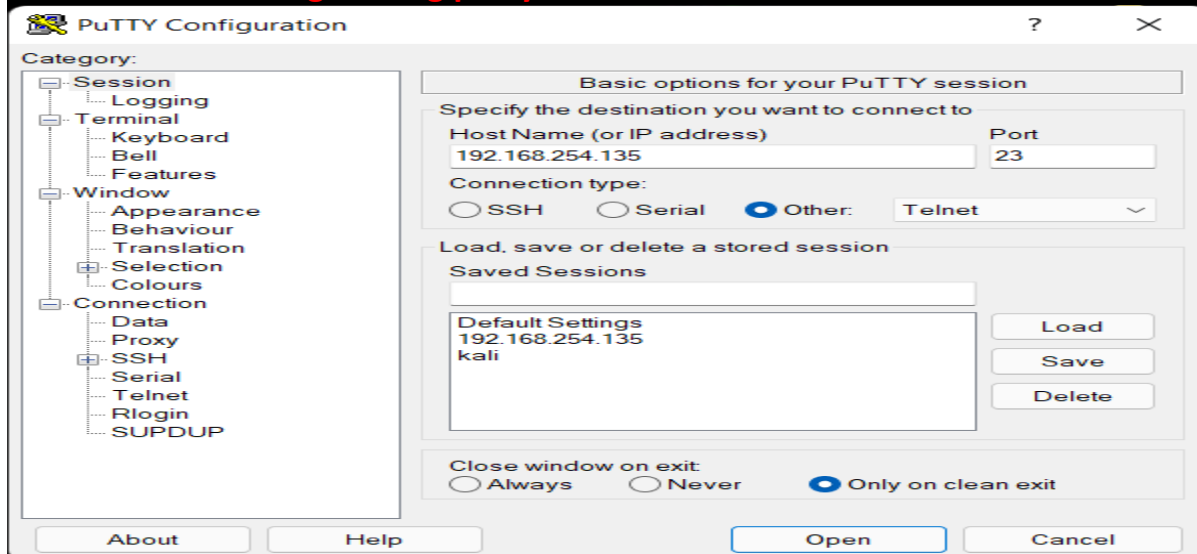 PuTTY Configuration
?
Category:
Session
Logging
Terminal
Keyboard
Bell
Features
Window
Appearance
Behaviour
Translation
Selection
Colours
Connection
Data
Proxy
SSH
Serial
Telnet
Rlogin
SUPDUP
Basic options for your PuTTY session
Specify the destination you want to connect to
Host Name (or IP address) Port
192.168.254.135 23
Connection type:
SSH Serial Other: Telnet
Load, save or delete a stored session
Saved Sessions
Default Settings
192.168.254.135
kali
Load
Save
Delete
Close window on exit:
Always Never Only on clean exit
About Help Open Cancel